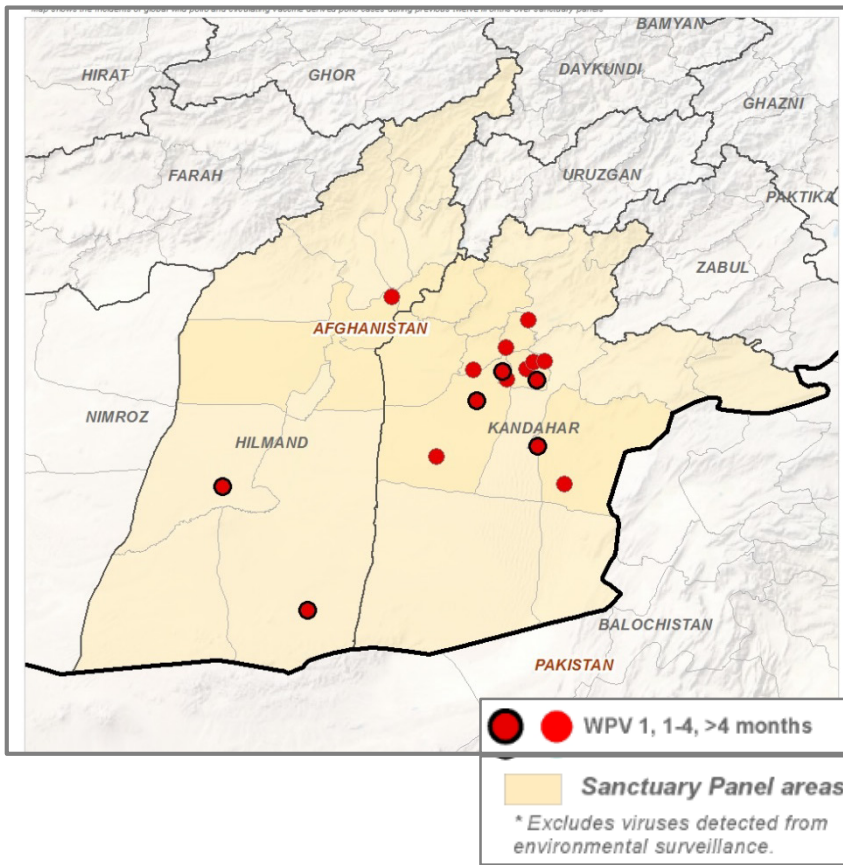 BAMYAN
HIRAT
GHOR
DAYKUNDI
GHAZNI
FARAH
URUZGAN
PAKTIKA
ZABUL
AFGHANISTAN
NIMROZ
HILMAND
KANDAHAR
BALOCHISTAN
PAKISTAN
WPV 1, 1-4, >4 months
Sanctuary Panel areas
* Excludes viruses detected from
environmental surveillance.